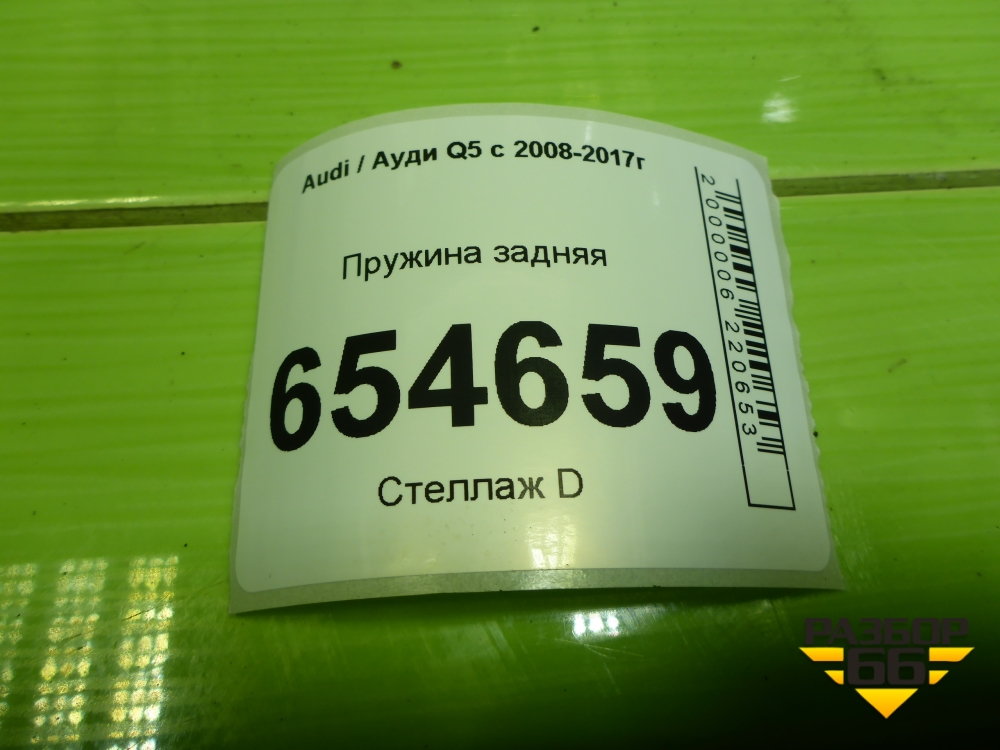 Audi / Ауди Q5 с 2008-2017г
Пружина задняя
654659
Стеллаж D
2000006220653
РАЗБОР
66